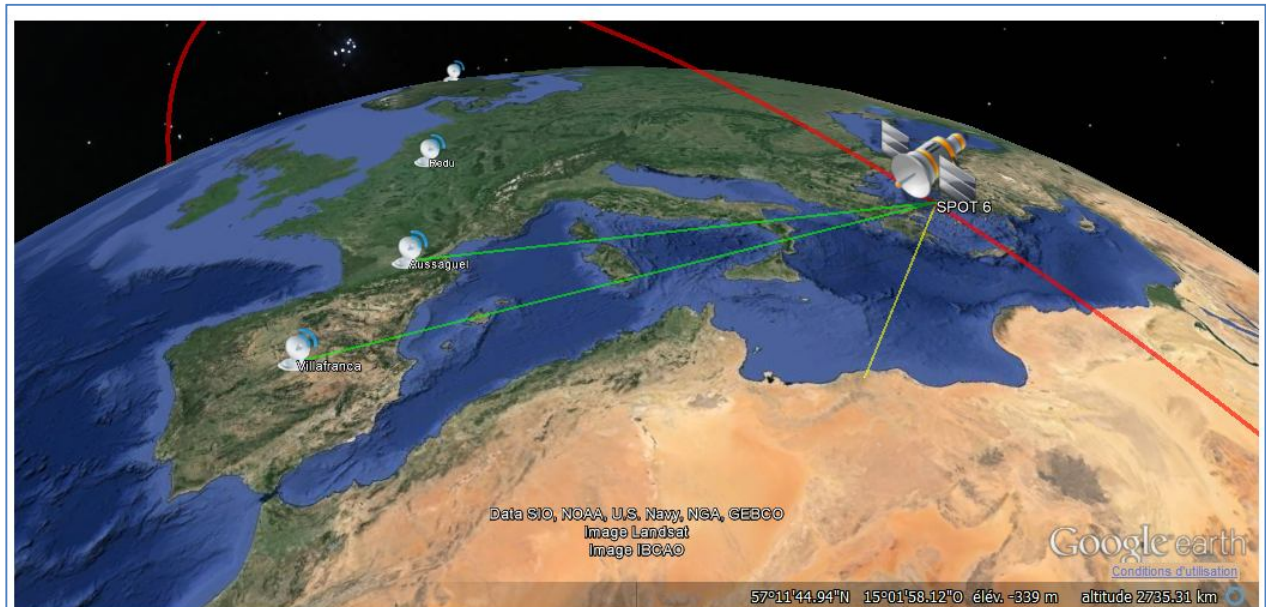 Redu
SPOT 6
Aussaguel
Villafranca
Data SIO, NOAA, U.S. Navy, NGA, GEBCO
Image Landsat
Image IBCAO
Google earth
Conditions d'utilisation
57°11'44.94"N 15°01'58.12"O élév. -339 m altitude 2735.31 km